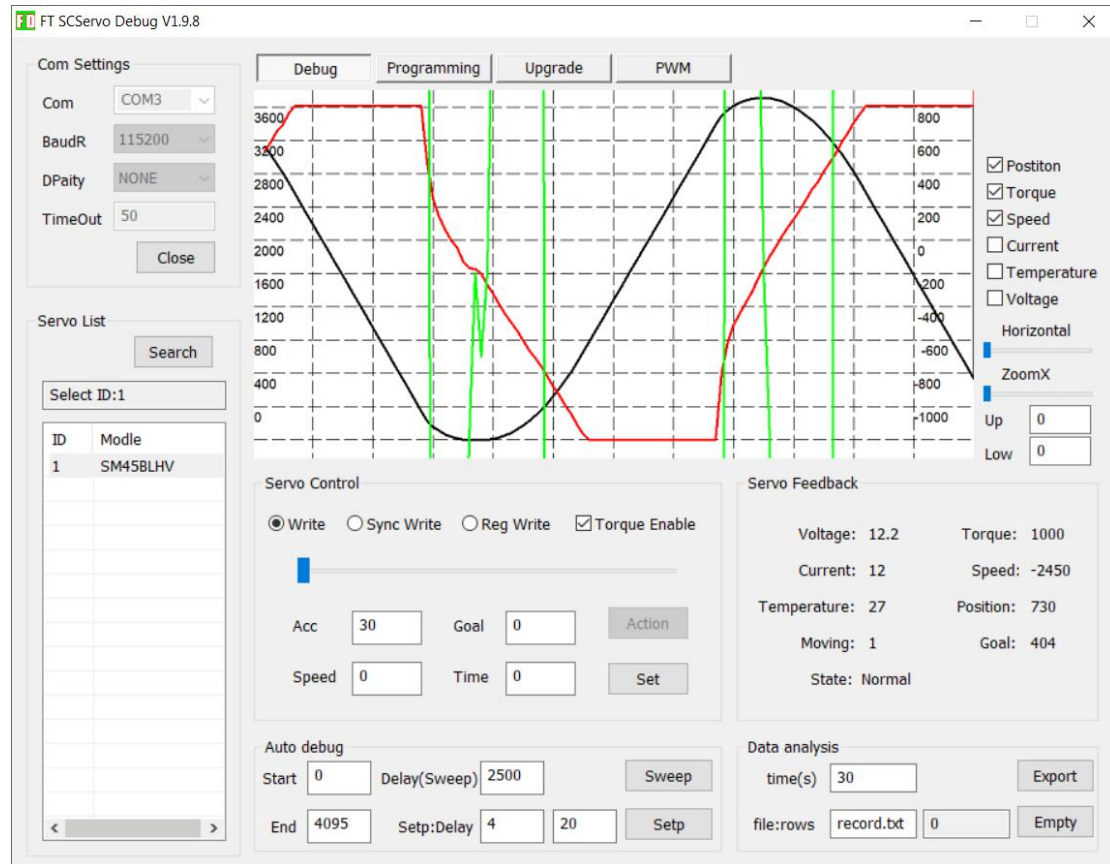 FD FT SCServo Debug V1.9.8
Com Settings
Com COM3
BaudR 115200
DPaity NONE
TimeOut 50
Close
Servo List
Search
Select ID:1
ID Modle
1 SM45BLHV
Debug Programming Upgrade PWM
3600 800
3200 600
2800 400
2400 200
2000 0
1600 -200
1200 -400
800 -600
400 -800
0 -1000
Postiton
Torque
Speed
Current
Temperature
Voltage
Horizontal
ZoomX
Up 0
Low 0
Servo Control
Write Sync Write Reg Write Torque Enable
Acc 30 Goal 0 Action
Speed 0 Time 0 Set
Servo Feedback
Voltage: 12.2 Torque: 1000
Current: 12 Speed: -2450
Temperature: 27 Position: 730
Moving: 1 Goal: 404
State: Normal
Auto debug
Start 0 Delay(Sweep) 2500 Sweep
End 4095 Setp:Delay 4 20 Setp
Data analysis
time(s) 30 Export
file:rows record.txt 0 Empty